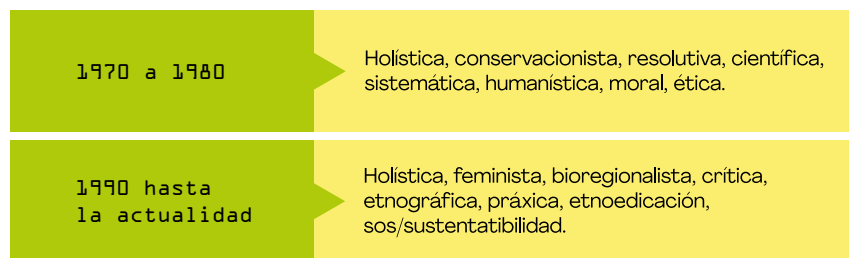 1970 a 1980
Holística, conservacionista, resolutiva, científica,
sistemática, humanística, moral, ética.
1990 hasta
la actualidad
Holística, feminista, bioregionalista, crítica,
etnográfica, práxica, etnoedicación,
sos/sustentatibilidad.